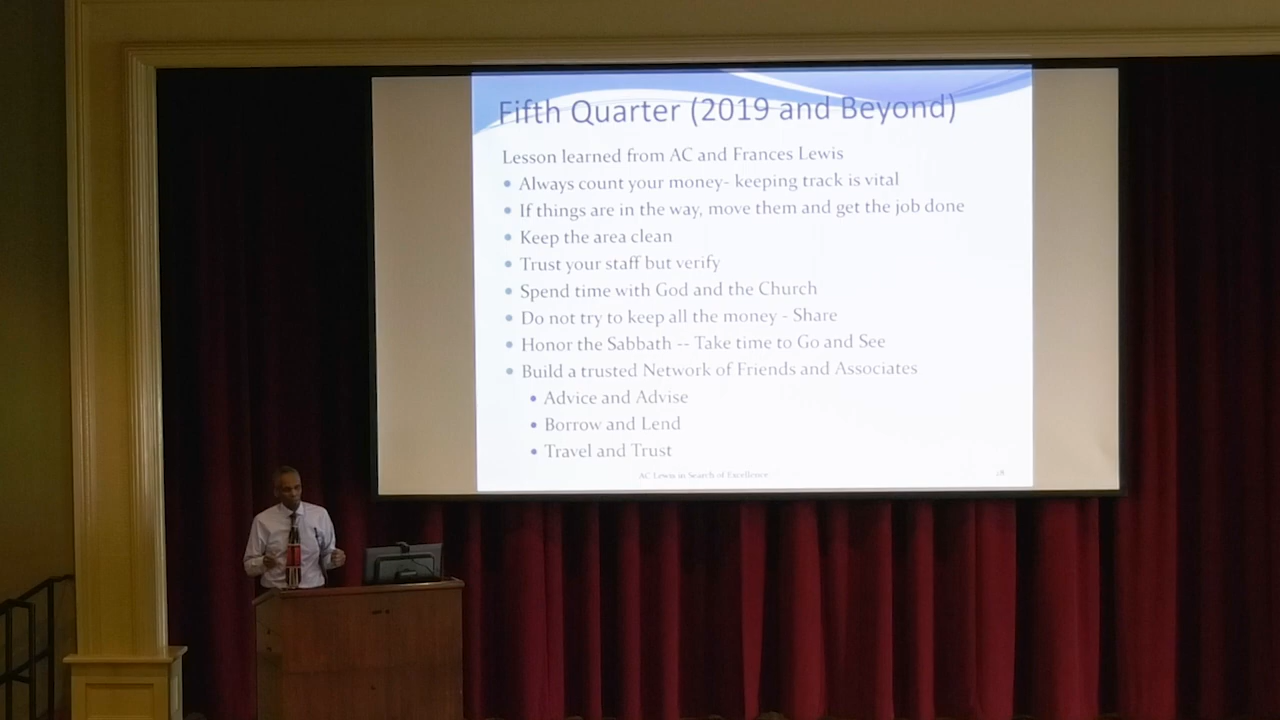 Fifth Quarter (2019 and Beyond)
Lesson learned from AC and Frances Lewis
• Always count your money- keeping track is vital
• If things are in the way, move them and get the job done
• Keep the area clean
• Trust your staff but verify
• Spend time with God and the Church
• Do not try to keep all the money - Share
• Honor the Sabbath -- Take time to Go and See
• Build a trusted Network of Friends and Associates
• Advice and Advise
• Borrow and Lend
• Travel and Trust
AC Lewis in Search of Excellence